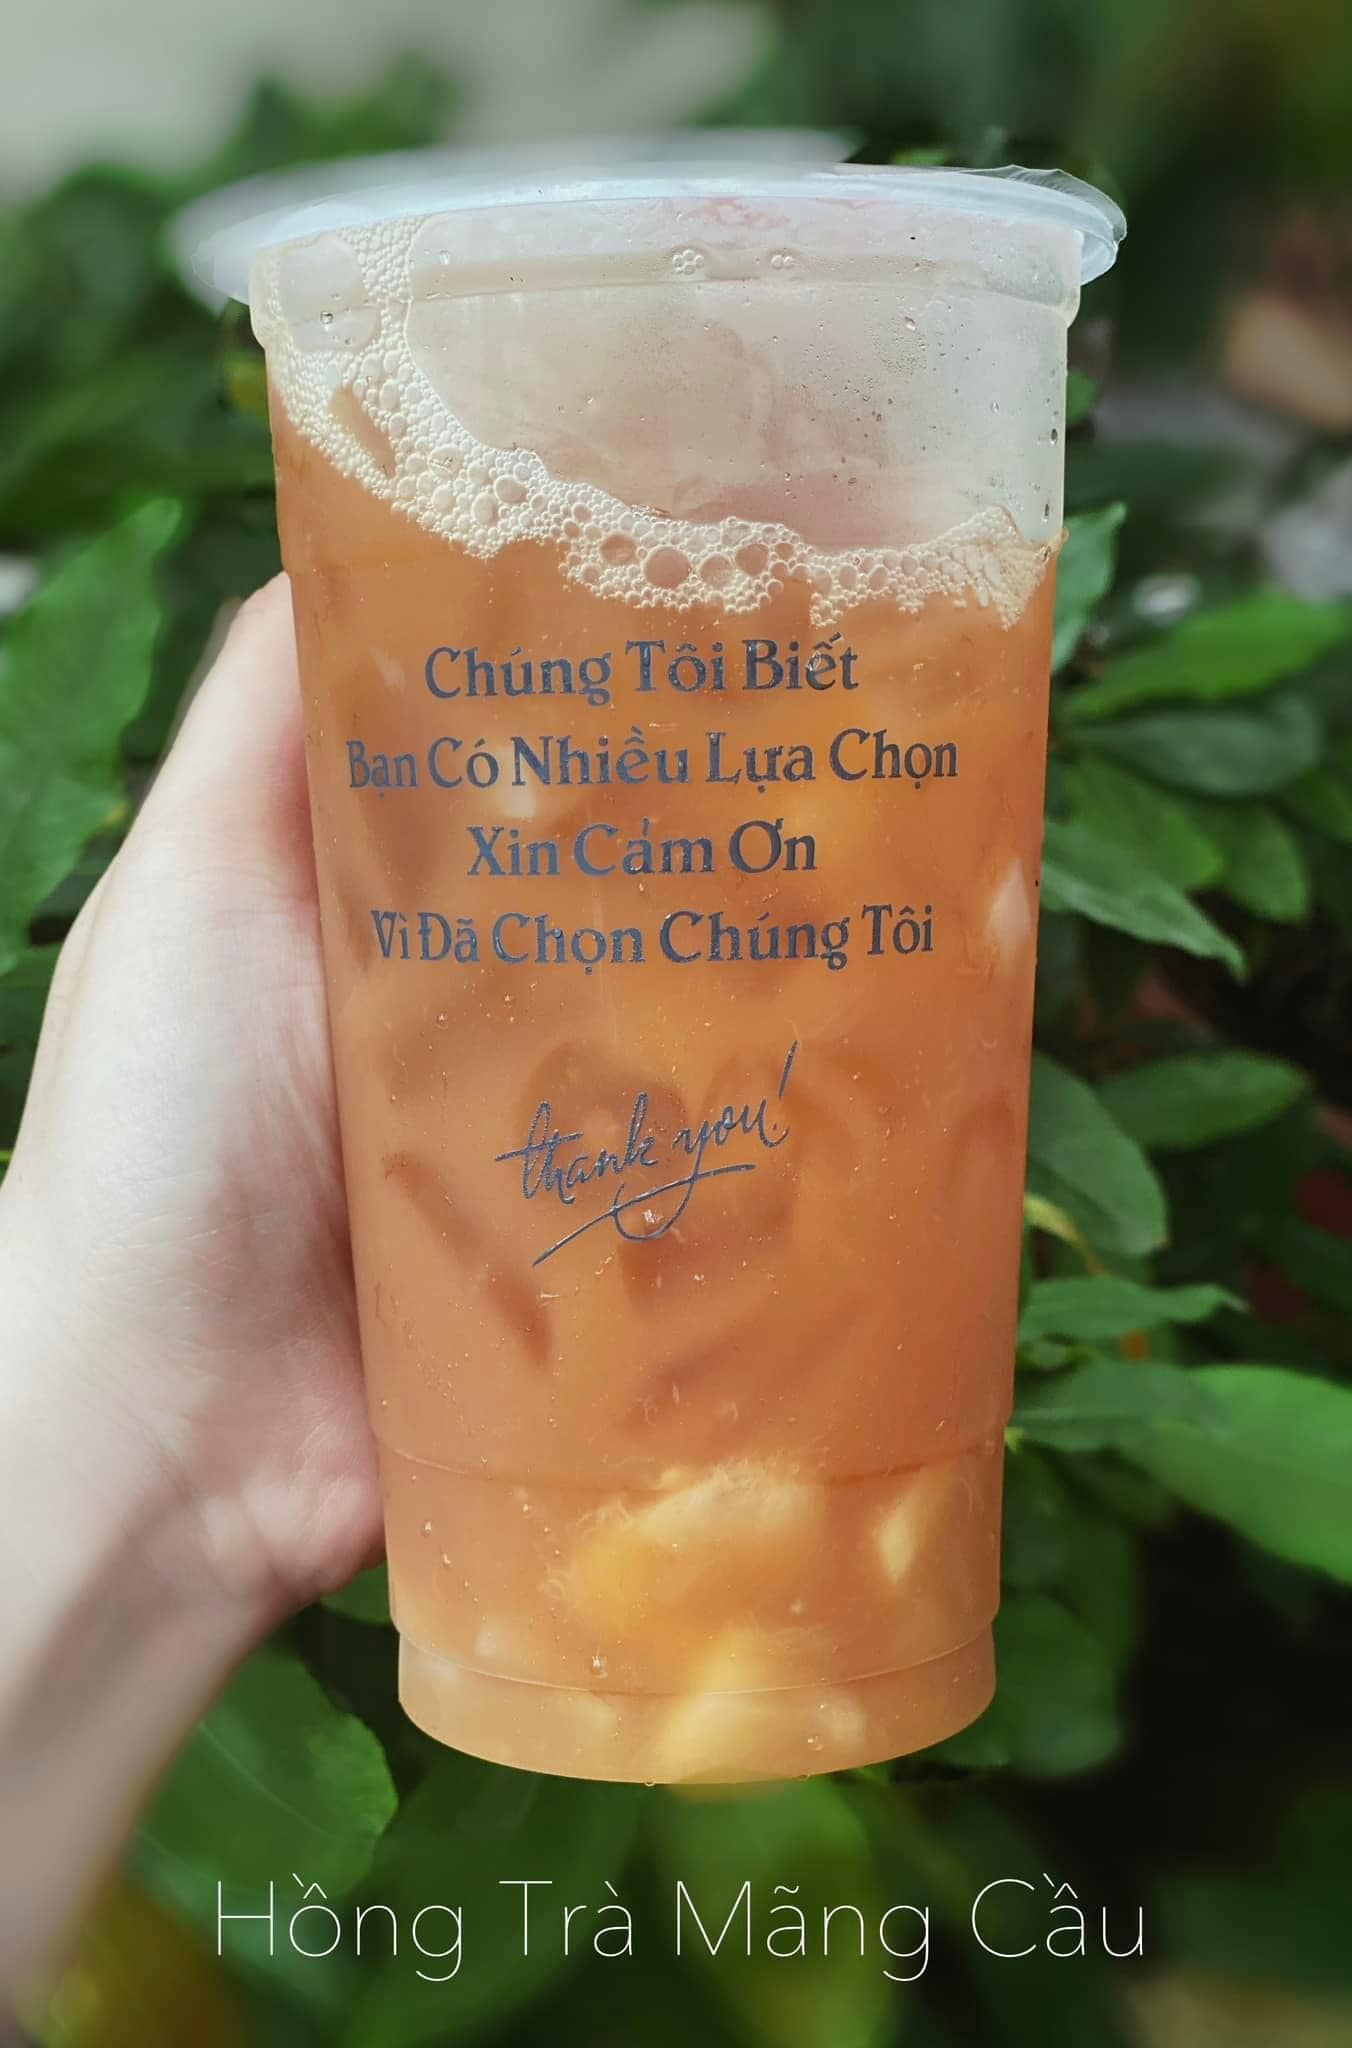 Chúng Tôi Biết
Bạn Có Nhiều Lựa Chọn
Xin Cảm Ơn
Vì Đã Chọn Chúng Tôi
thank you!
Hồng Trà Mãng Cầu